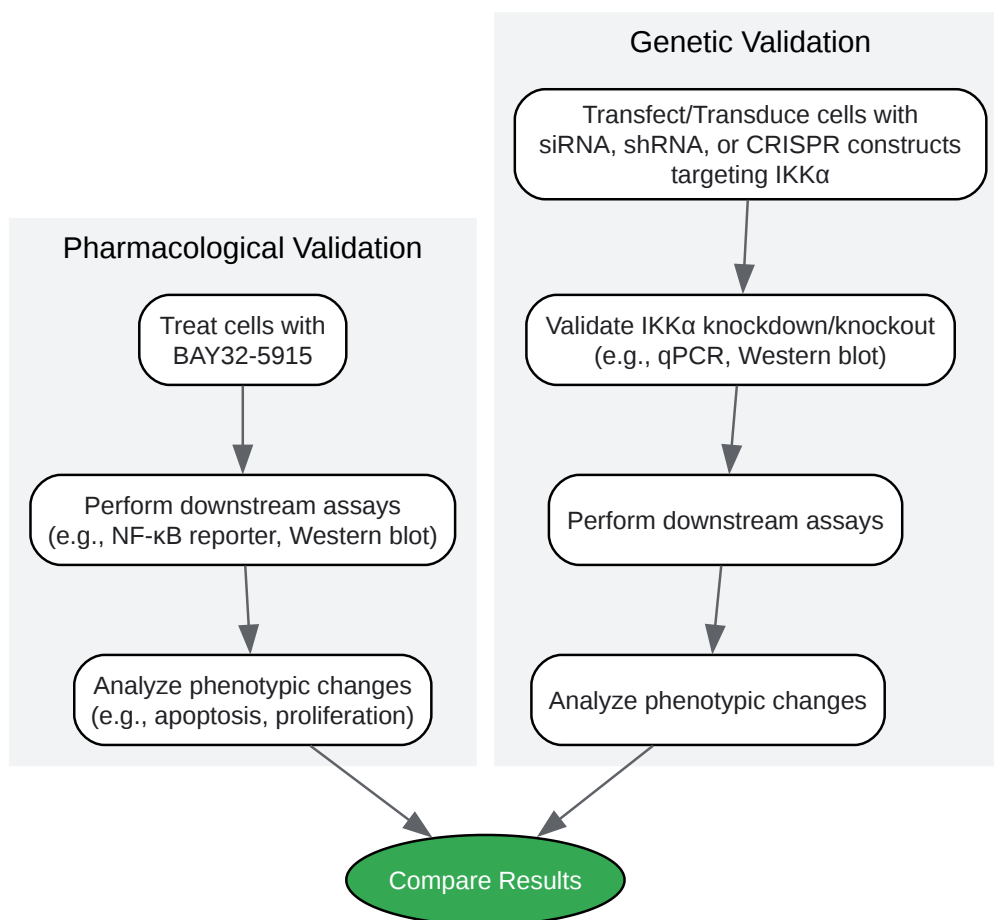 Pharmacological Validation
Treat cells with
BAY32-5915
Perform downstream assays
(e.g., NF-κB reporter, Western blot)
Analyze phenotypic changes
(e.g., apoptosis, proliferation)
Genetic Validation
Transfect/Transduce cells with
siRNA, shRNA, or CRISPR constructs
targeting IKKα
Validate IKKα knockdown/knockout
(e.g., qPCR, Western blot)
Perform downstream assays
Analyze phenotypic changes
Compare Results